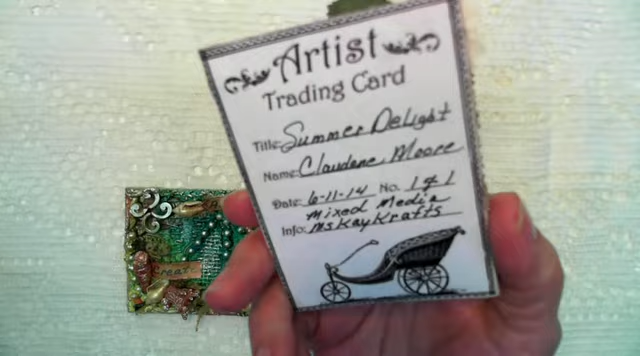 Artist
Trading Card
Title: Summer Delight
Name: Claudene Moore
Date: 6-11-14 No. 1 of 1
Mixed Media
Info: MsKayKrafts
Create